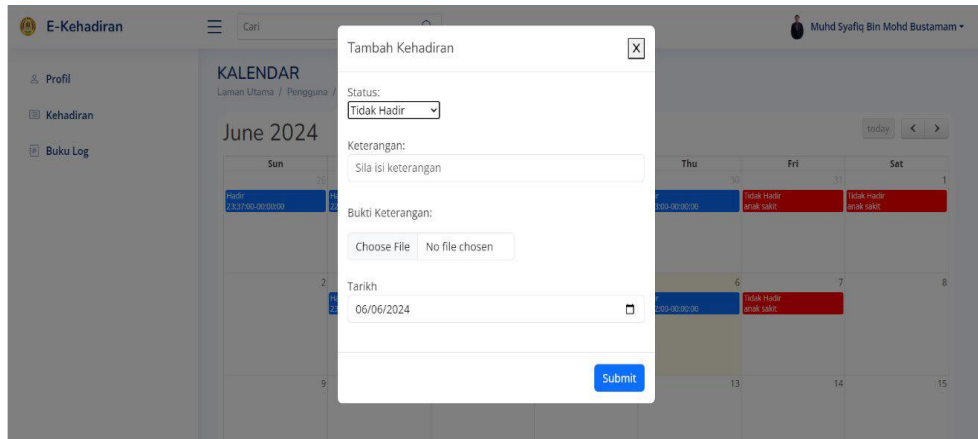 E-Kehadiran
Cari
Muhd Syafiq Bin Mohd Bustamam
Profil
Kehadiran
Buku Log
KALENDAR
Laman Utama / Pengguna /
June 2024
today
Tambah Kehadiran
X
Status:
Tidak Hadir
Keterangan:
Sila isi keterangan
Bukti Keterangan:
Choose File No file chosen
Tarikh
06/06/2024
Submit
Sun Thu Fri Sat
30 31 1
Hadir
23:37:00-00:00:00
Tidak Hadir
anak sakit
Tidak Hadir
anak sakit
2 6 7 8
Tidak Hadir
anak sakit
9 13 14 15